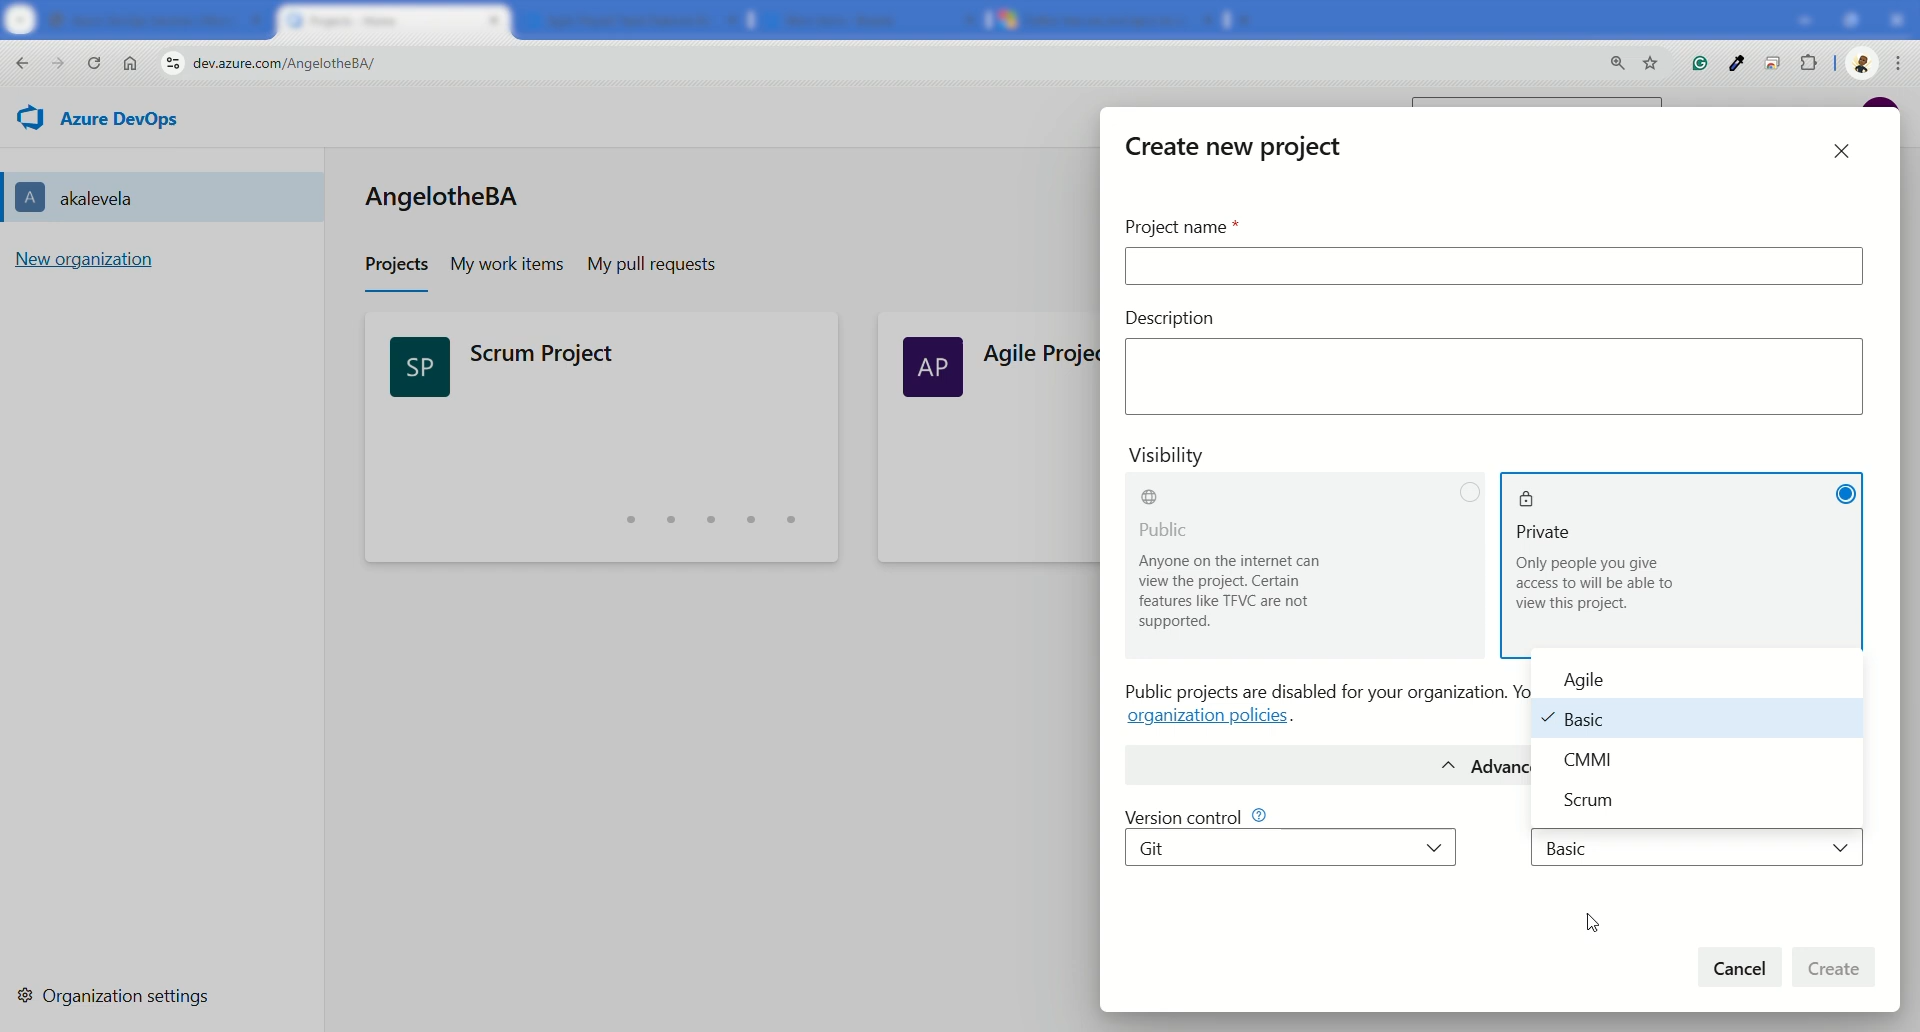 dev.azure.com/AngelotheBA/
Azure DevOps
A akalevela
New organization
AngelotheBA
Projects My work items My pull requests
SP Scrum Project
AP Agile Projec
Create new project
Project name *
Description
Visibility
Public
Anyone on the internet can
view the project. Certain
features like TFVC are not
supported.
Private
Only people you give
access to will be able to
view this project.
Public projects are disabled for your organization. Yo
organization policies.
Advanc
Agile
Basic
CMMI
Scrum
Version control
Git
Basic
Cancel Create
Organization settings